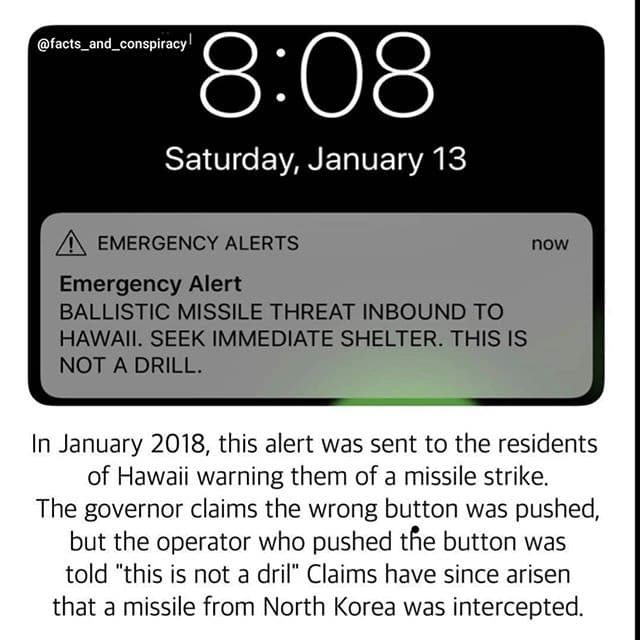 @facts_and_conspiracy
8:08
Saturday, January 13
EMERGENCY ALERTS now
Emergency Alert
BALLISTIC MISSILE THREAT INBOUND TO
HAWAII. SEEK IMMEDIATE SHELTER. THIS IS
NOT A DRILL.
In January 2018, this alert was sent to the residents
of Hawaii warning them of a missile strike.
The governor claims the wrong button was pushed,
but the operator who pushed the button was
told "this is not a dril" Claims have since arisen
that a missile from North Korea was intercepted.